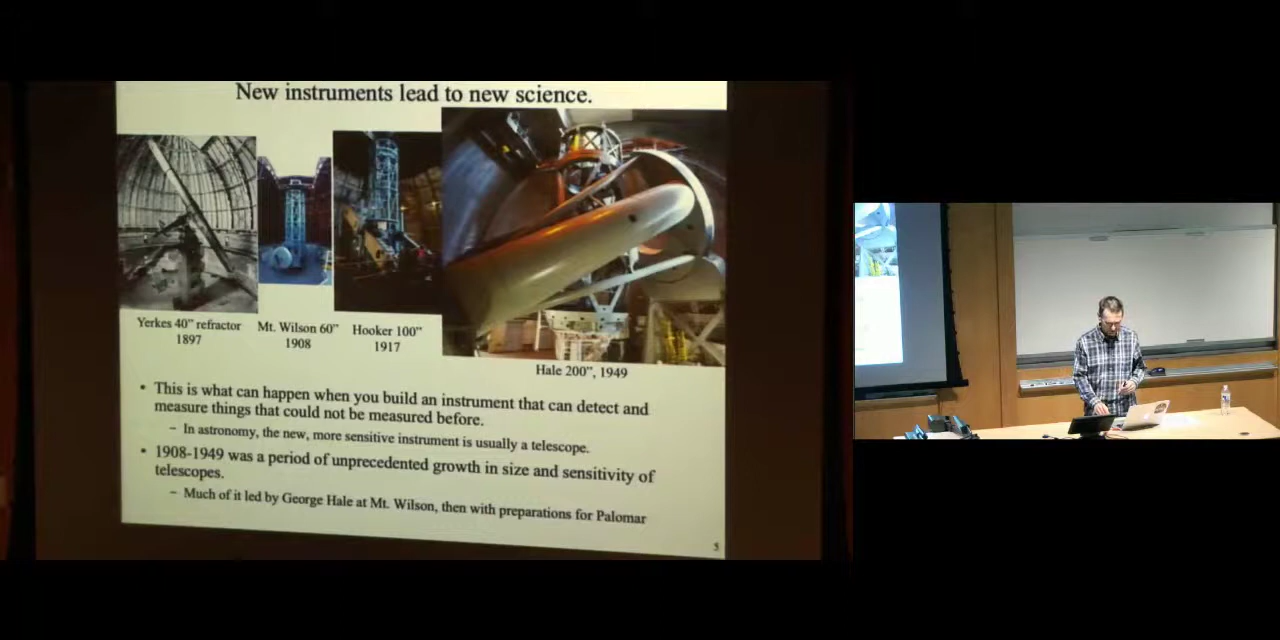 New instruments lead to new science.
Yerkes 40” refractor
1897
Mt. Wilson 60”
1908
Hooker 100”
1917
Hale 200”, 1949
• This is what can happen when you build an instrument that can detect and
measure things that could not be measured before.
– In astronomy, the new, more sensitive instrument is usually a telescope.
• 1908-1949 was a period of unprecedented growth in size and sensitivity of
telescopes.
– Much of it led by George Hale at Mt. Wilson, then with preparations for Palomar
5